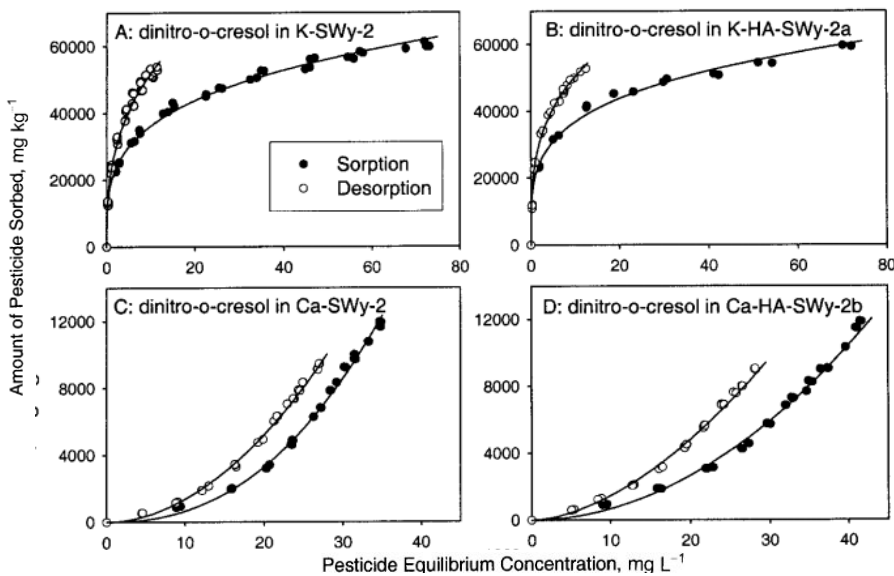 A: dinitro-o-cresol in K-SWy-2
B: dinitro-o-cresol in K-HA-SWy-2a
60000
40000
20000
0
60000
40000
20000
0
Sorption
Desorption
0 20 40 60 80
0 20 40 60 80
Amount of Pesticide Sorbed, mg kg⁻¹
C: dinitro-o-cresol in Ca-SWy-2
D: dinitro-o-cresol in Ca-HA-SWy-2b
12000
8000
4000
0
12000
8000
4000
0
0 10 20 30 40
0 10 20 30 40
Pesticide Equilibrium Concentration, mg L⁻¹